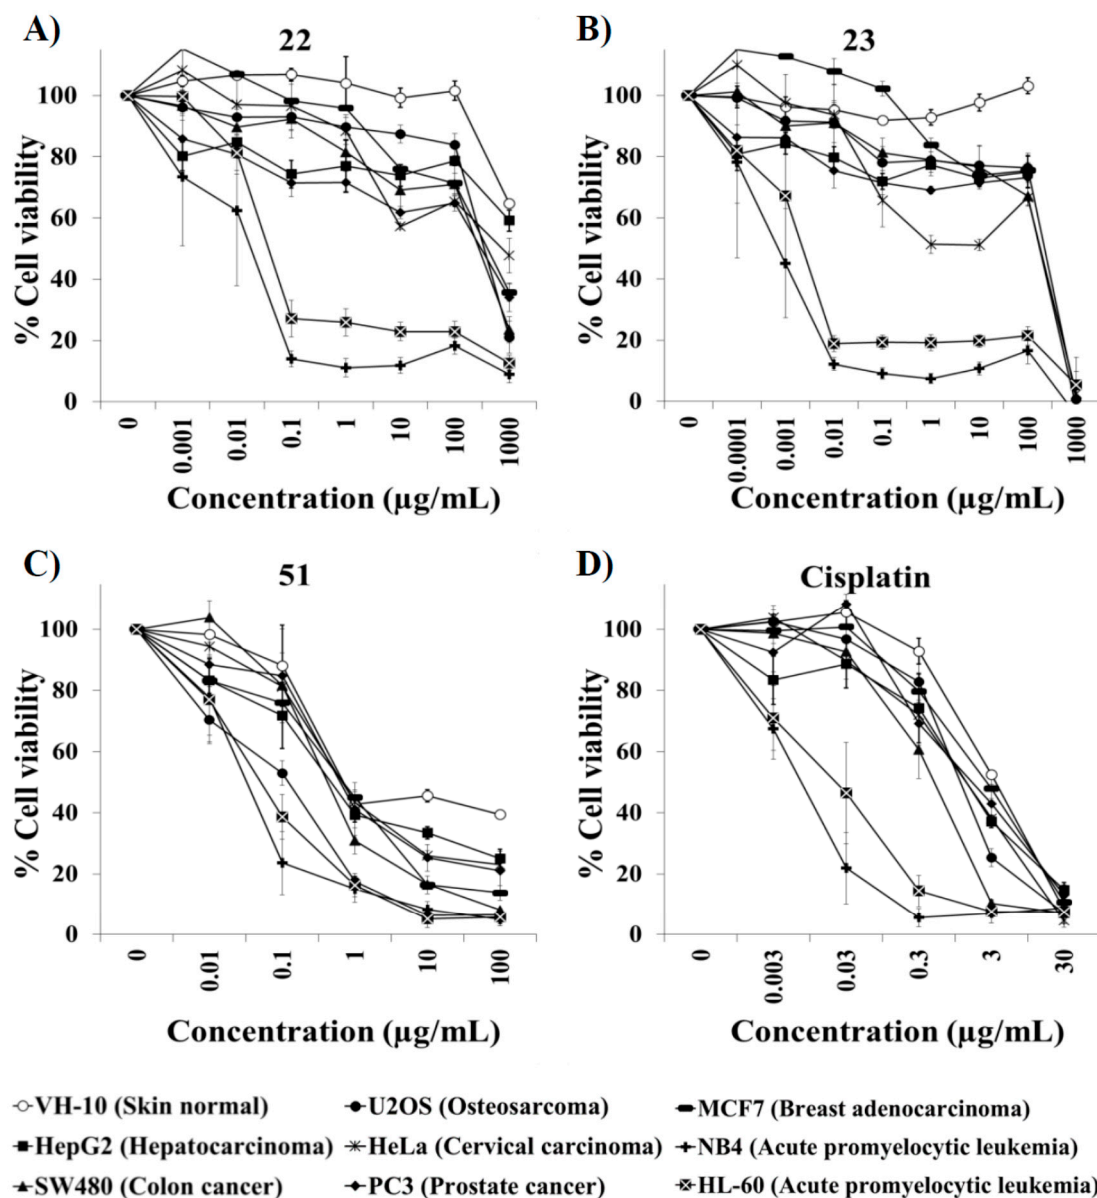 A)
22
% Cell viability
100
80
60
40
20
0
0 0.001 0.01 0.1 1 10 100 1000
Concentration (µg/mL)
B)
23
% Cell viability
100
80
60
40
20
0
0 0.0001 0.001 0.01 0.1 1 10 100 1000
Concentration (µg/mL)
C)
51
% Cell viability
100
80
60
40
20
0
0 0.01 0.1 1 10 100
Concentration (µg/mL)
D)
Cisplatin
% Cell viability
100
80
60
40
20
0
0 0.003 0.03 0.3 3 30
Concentration (µg/mL)
VH-10 (Skin normal) U2OS (Osteosarcoma) MCF7 (Breast adenocarcinoma)
HepG2 (Hepatocarcinoma) HeLa (Cervical carcinoma) NB4 (Acute promyelocytic leukemia)
SW480 (Colon cancer) PC3 (Prostate cancer) HL-60 (Acute promyelocytic leukemia)